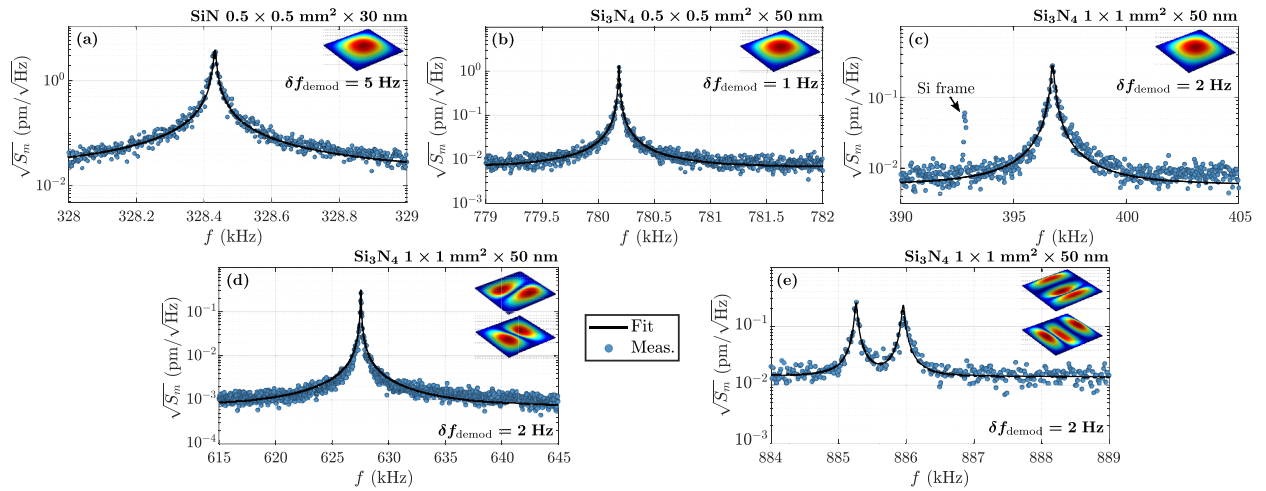 SiN 0.5 × 0.5 mm² × 30 nm
(a)
δf_demod = 5 Hz
√S_m (pm/√Hz)
10⁰
10⁻²
328 328.2 328.4 328.6 328.8 329
f (kHz)
Si₃N₄ 0.5 × 0.5 mm² × 50 nm
(b)
δf_demod = 1 Hz
√S_m (pm/√Hz)
10⁰
10⁻¹
10⁻²
10⁻³
779 779.5 780 780.5 781 781.5 782
f (kHz)
Si₃N₄ 1 × 1 mm² × 50 nm
(c)
δf_demod = 2 Hz
Si frame
√S_m (pm/√Hz)
10⁻¹
10⁻²
390 395 400 405
f (kHz)
Si₃N₄ 1 × 1 mm² × 50 nm
(d)
√S_m (pm/√Hz)
10⁻¹
10⁻²
10⁻³
10⁻⁴
δf_demod = 2 Hz
615 620 625 630 635 640 645
f (kHz)
Fit
Meas.
Si₃N₄ 1 × 1 mm² × 50 nm
(e)
√S_m (pm/√Hz)
10⁻¹
10⁻²
10⁻³
δf_demod = 2 Hz
884 885 886 887 888 889
f (kHz)